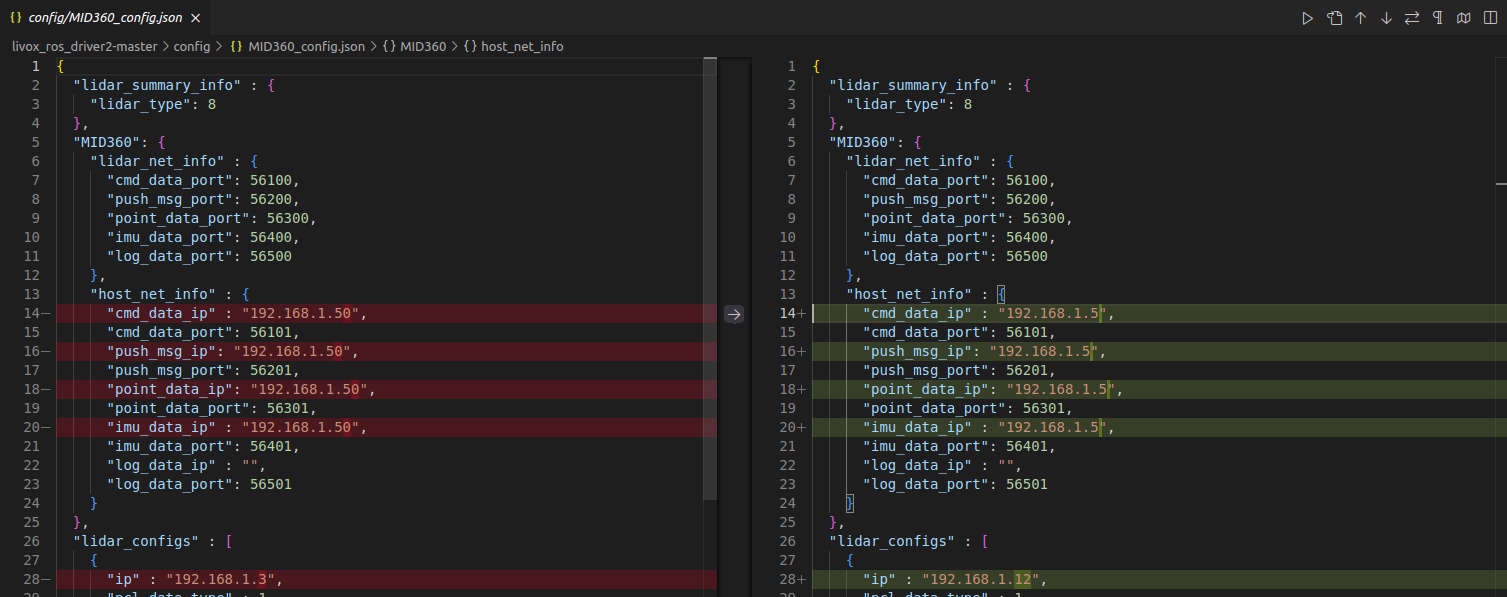 {} config/MID360_config.json ×
livox_ros_driver2-master > config > {} MID360_config.json > {} MID360 > {} host_net_info
1 {
2 "lidar_summary_info" : {
3 "lidar_type": 8
4 },
5 "MID360": {
6 "lidar_net_info" : {
7 "cmd_data_port": 56100,
8 "push_msg_port": 56200,
9 "point_data_port": 56300,
10 "imu_data_port": 56400,
11 "log_data_port": 56500
12 },
13 "host_net_info" : {
14− "cmd_data_ip" : "192.168.1.50",
15 "cmd_data_port": 56101,
16− "push_msg_ip": "192.168.1.50",
17 "push_msg_port": 56201,
18− "point_data_ip": "192.168.1.50",
19 "point_data_port": 56301,
20− "imu_data_ip" : "192.168.1.50",
21 "imu_data_port": 56401,
22 "log_data_ip" : "",
23 "log_data_port": 56501
24 }
25 },
26 "lidar_configs" : [
27 {
28− "ip" : "192.168.1.3",
29 "pcl_data_type" : 1,
1 {
2 "lidar_summary_info" : {
3 "lidar_type": 8
4 },
5 "MID360": {
6 "lidar_net_info" : {
7 "cmd_data_port": 56100,
8 "push_msg_port": 56200,
9 "point_data_port": 56300,
10 "imu_data_port": 56400,
11 "log_data_port": 56500
12 },
13 "host_net_info" : {
14+ "cmd_data_ip" : "192.168.1.5",
15 "cmd_data_port": 56101,
16+ "push_msg_ip": "192.168.1.5",
17 "push_msg_port": 56201,
18+ "point_data_ip": "192.168.1.5",
19 "point_data_port": 56301,
20+ "imu_data_ip" : "192.168.1.5",
21 "imu_data_port": 56401,
22 "log_data_ip" : "",
23 "log_data_port": 56501
24 }
25 },
26 "lidar_configs" : [
27 {
28+ "ip" : "192.168.1.12",
29 "pcl_data_type" : 1,